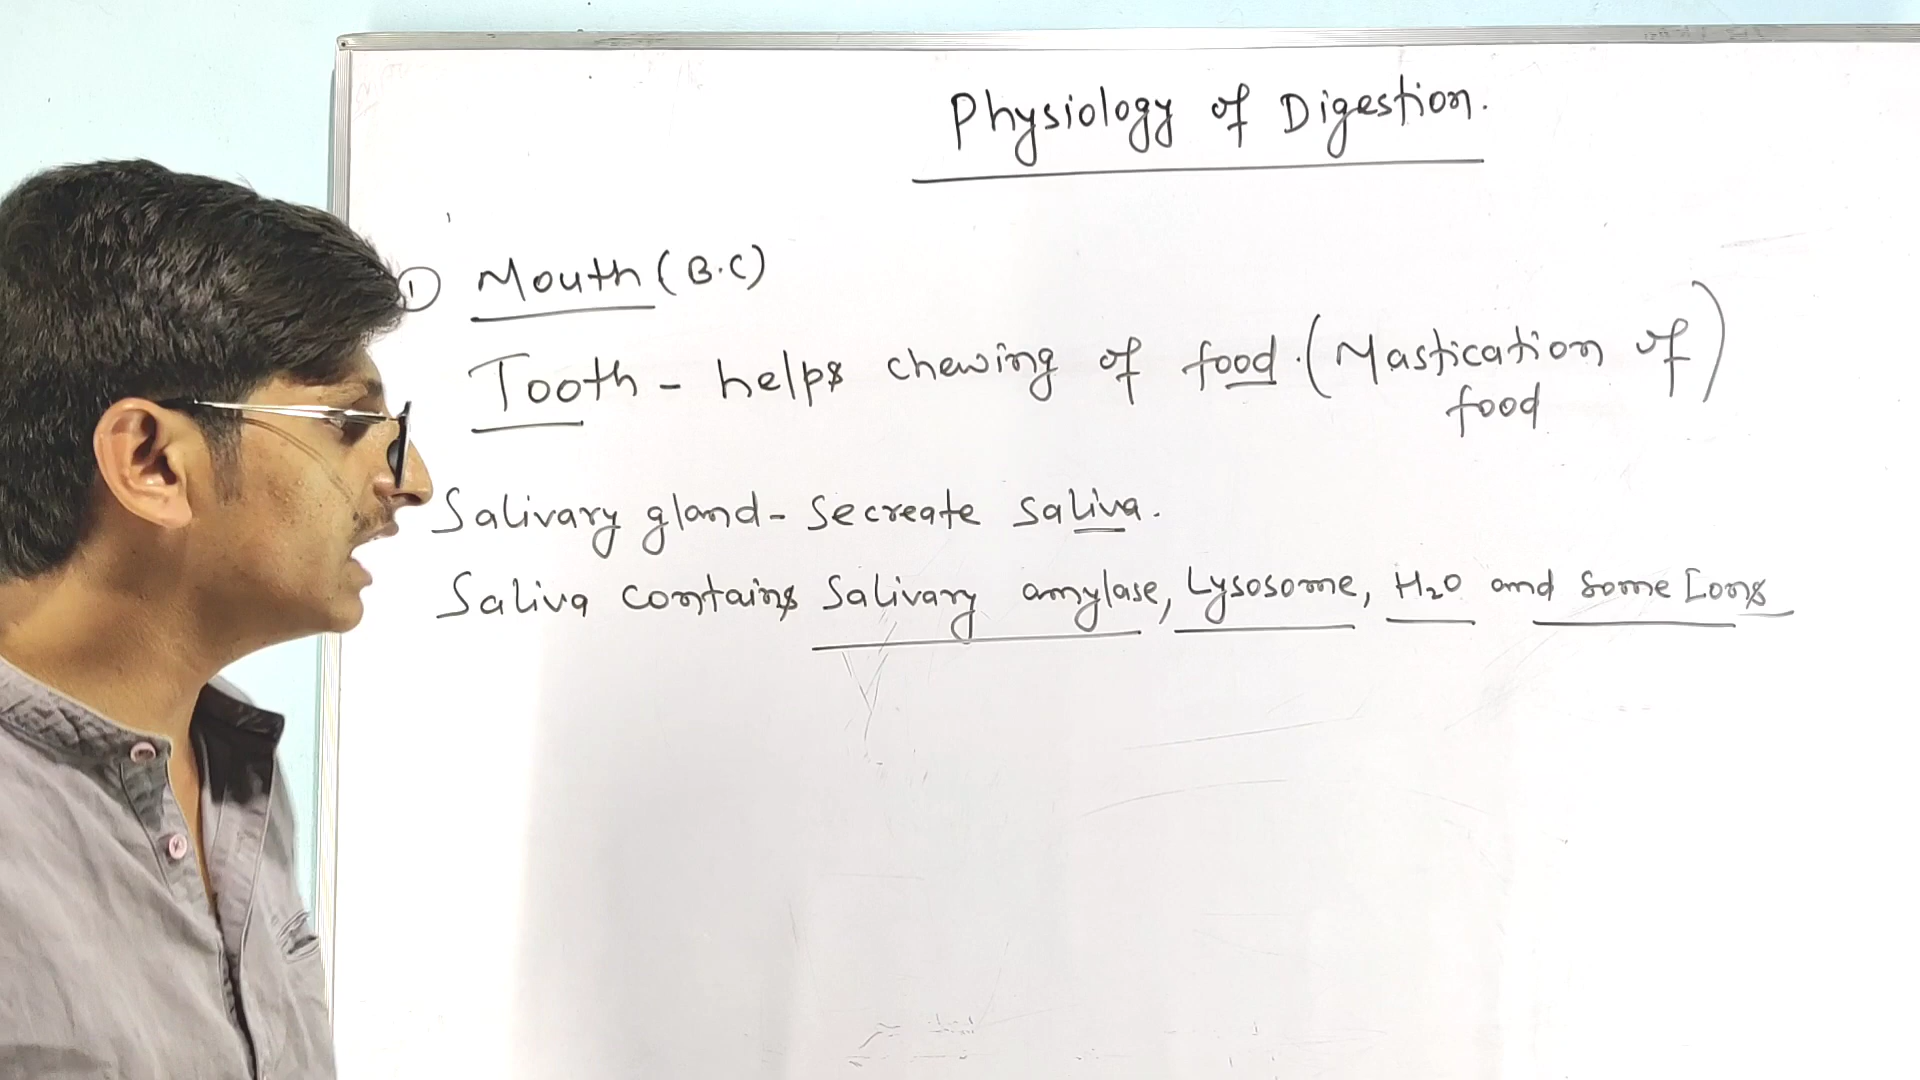 Physiology of Digestion.
① Mouth (B.C)
Tooth - helps chewing of food. (Mastication of food)
Salivary gland - Secreate saliva.
Saliva contains Salivary amylase, Lysosome, H₂O and some Ions